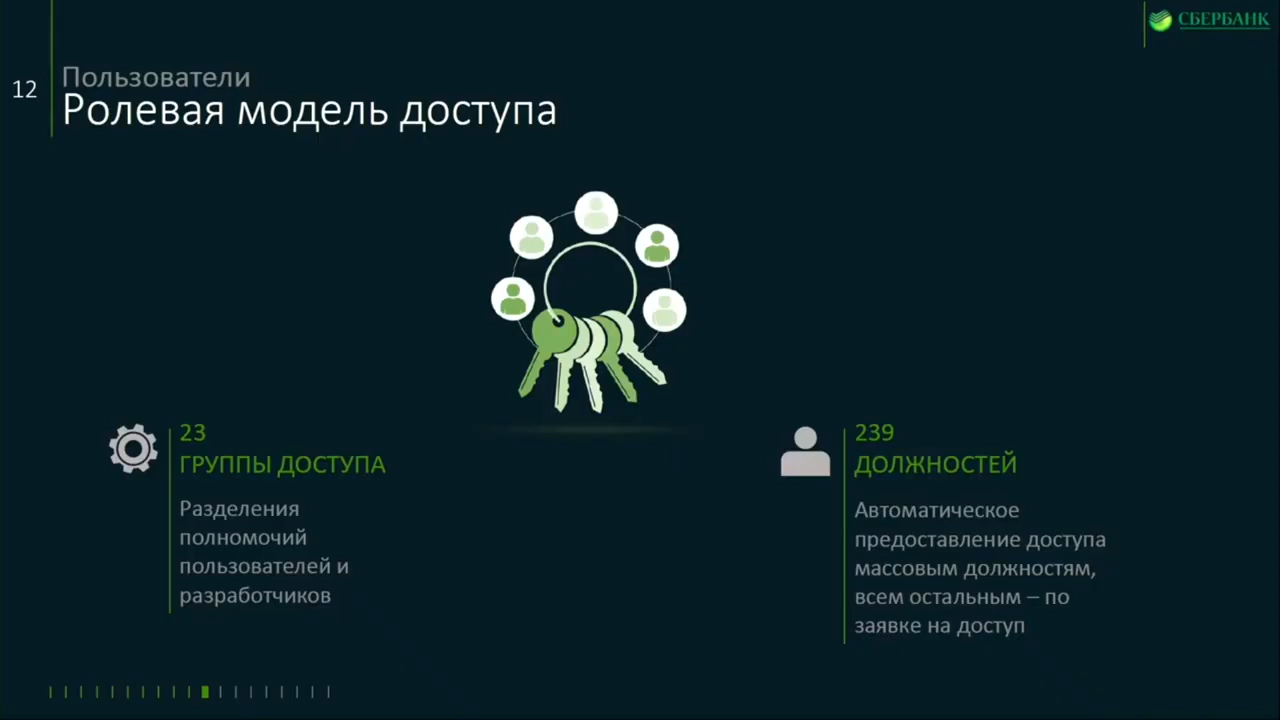 СБЕРБАНК
12
Пользователи
Ролевая модель доступа
23
ГРУППЫ ДОСТУПА
Разделения
полномочий
пользователей и
разработчиков
239
ДОЛЖНОСТЕЙ
Автоматическое
предоставление доступа
массовым должностям,
всем остальным – по
заявке на доступ